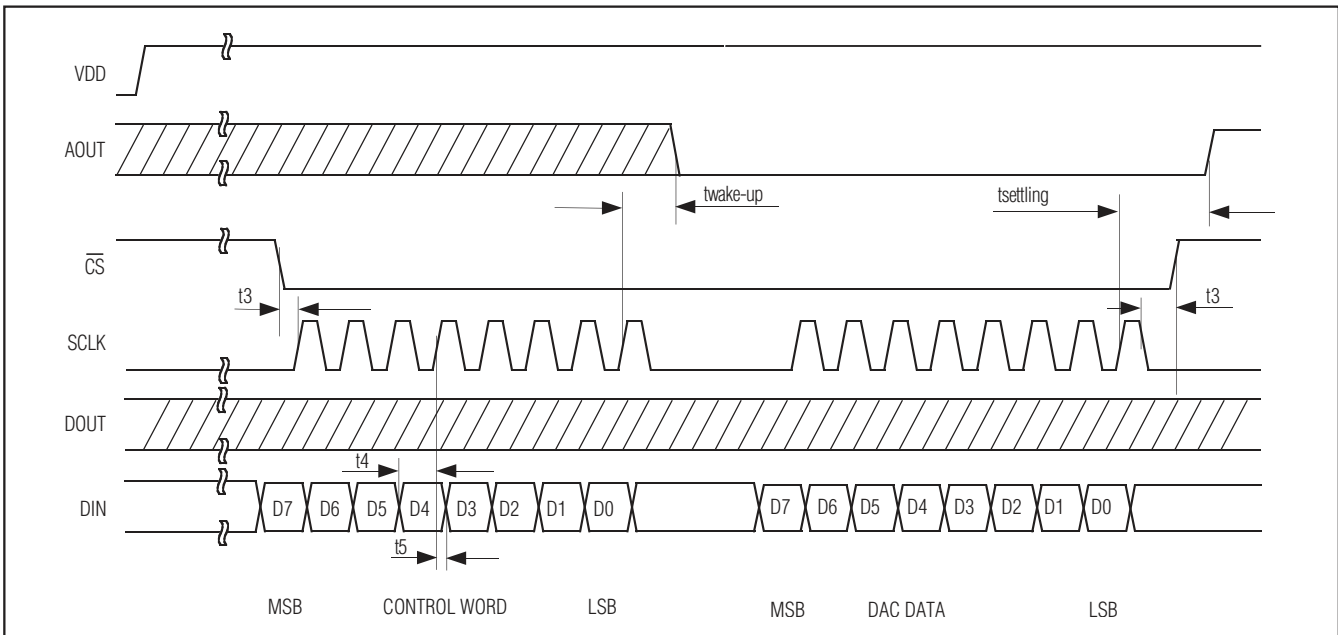 VDD
AOUT
twake-up
tsettling
C̅S̅
t3
t3
SCLK
DOUT
t4
DIN
D7 D6 D5 D4 D3 D2 D1 D0
D7 D6 D5 D4 D3 D2 D1 D0
t5
MSB CONTROL WORD LSB
MSB DAC DATA LSB